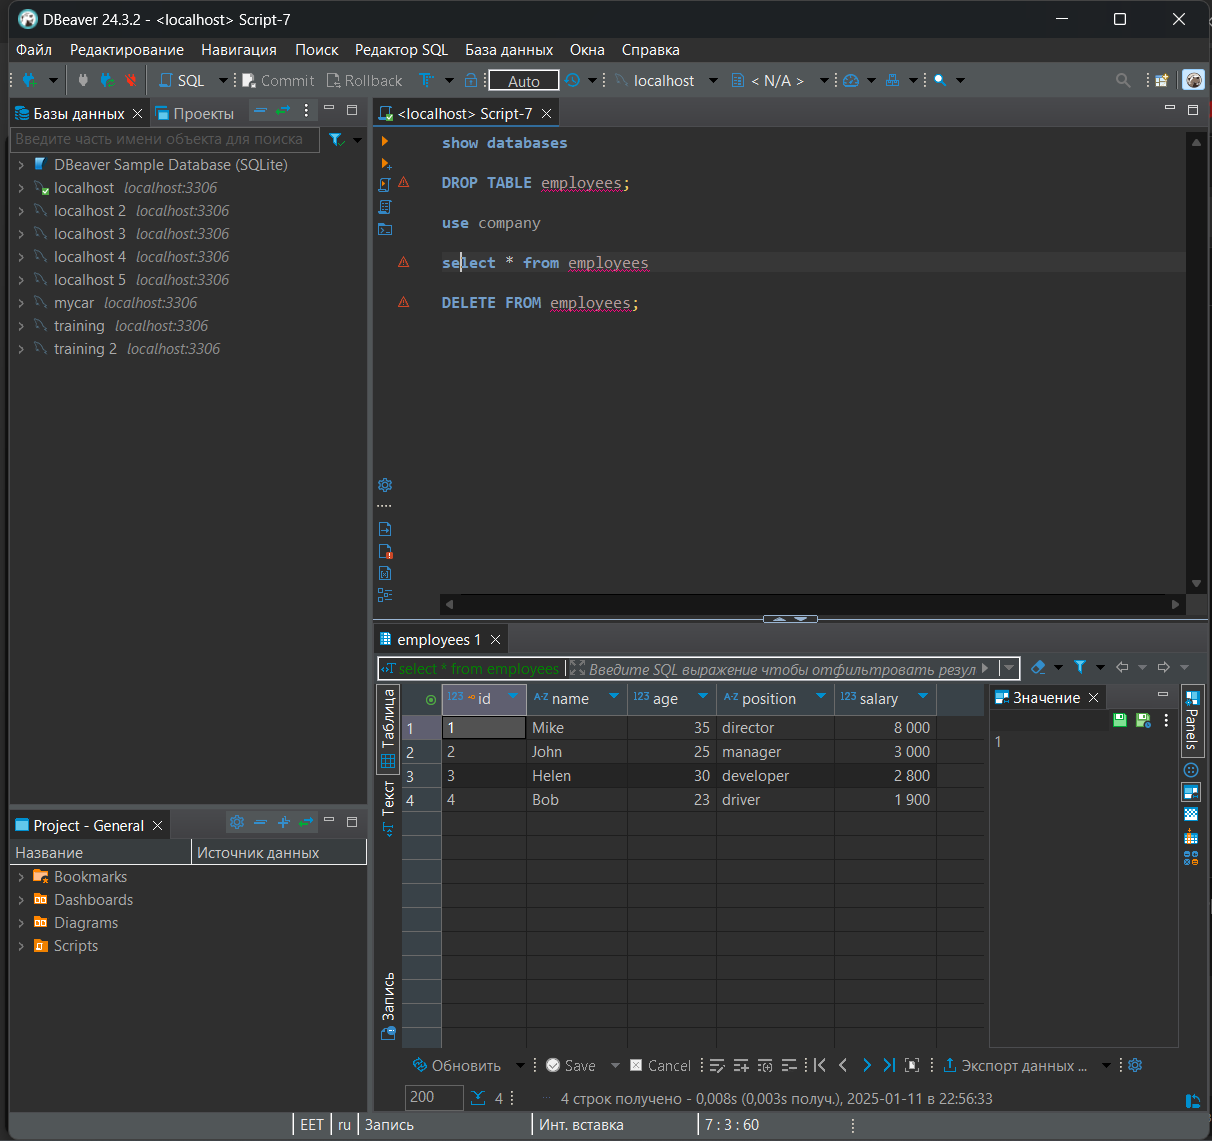 DBeaver 24.3.2 - <localhost> Script-7
Файл Редактирование Навигация Поиск Редактор SQL База данных Окна Справка
SQL Commit Rollback Auto localhost < N/A >
Базы данных Проекты
Введите часть имени объекта для поиска
DBeaver Sample Database (SQLite)
localhost localhost:3306
localhost 2 localhost:3306
localhost 3 localhost:3306
localhost 4 localhost:3306
localhost 5 localhost:3306
mycar localhost:3306
training localhost:3306
training 2 localhost:3306
Project - General
Название Источник данных
Bookmarks
Dashboards
Diagrams
Scripts
<localhost> Script-7
show databases
DROP TABLE employees;
use company
select * from employees
DELETE FROM employees;
employees 1
select * from employees Введите SQL выражение чтобы отфильтровать резул
Таблица
Текст
Запись
123 id A-Z name 123 age A-Z position 123 salary
1 1 Mike 35 director 8 000
2 2 John 25 manager 3 000
3 3 Helen 30 developer 2 800
4 4 Bob 23 driver 1 900
Значение
1
Panels
Обновить Save Cancel Экспорт данных ...
200 4 4 строк получено - 0,008s (0,003s получ.), 2025-01-11 в 22:56:33
EET ru Запись Инт. вставка 7 : 3 : 60